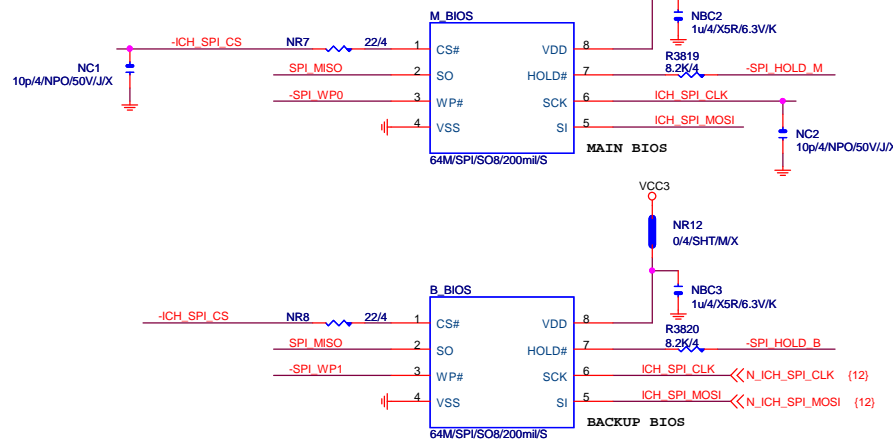 M_BIOS
NBC2
1u/4/X5R/6.3V/K
-ICH_SPI_CS
NR7
22/4
1
CS#
VDD
8
R3819
8.2K/4
NC1
10p/4/NPO/50V/J/X
SPI_MISO
2
SO
HOLD#
7
-SPI_HOLD_M
-SPI_WP0
3
WP#
SCK
6
ICH_SPI_CLK
4
VSS
SI
5
ICH_SPI_MOSI
NC2
10p/4/NPO/50V/J/X
64M/SPI/SO8/200mil/S
MAIN BIOS
VCC3
NR12
0/4/SHT/M/X
B_BIOS
NBC3
1u/4/X5R/6.3V/K
-ICH_SPI_CS
NR8
22/4
1
CS#
VDD
8
R3820
8.2K/4
SPI_MISO
2
SO
HOLD#
7
-SPI_HOLD_B
-SPI_WP1
3
WP#
SCK
6
ICH_SPI_CLK
N_ICH_SPI_CLK {12}
4
VSS
SI
5
ICH_SPI_MOSI
N_ICH_SPI_MOSI {12}
64M/SPI/SO8/200mil/S
BACKUP BIOS